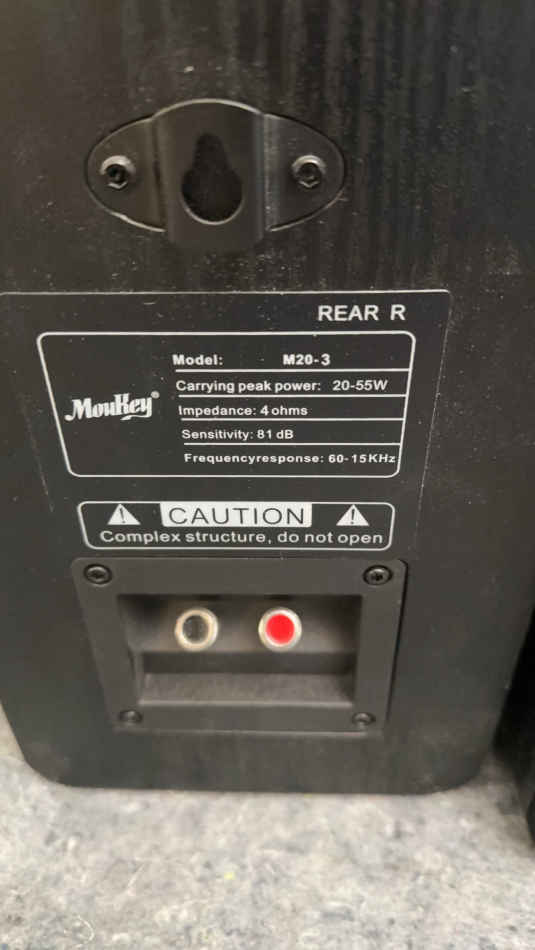 REAR R
Model: M20-3
Carrying peak power: 20-55W
MouKey®
Impedance: 4 ohms
Sensitivity: 81 dB
Frequencyresponse: 60-15KHz
CAUTION
Complex structure, do not open